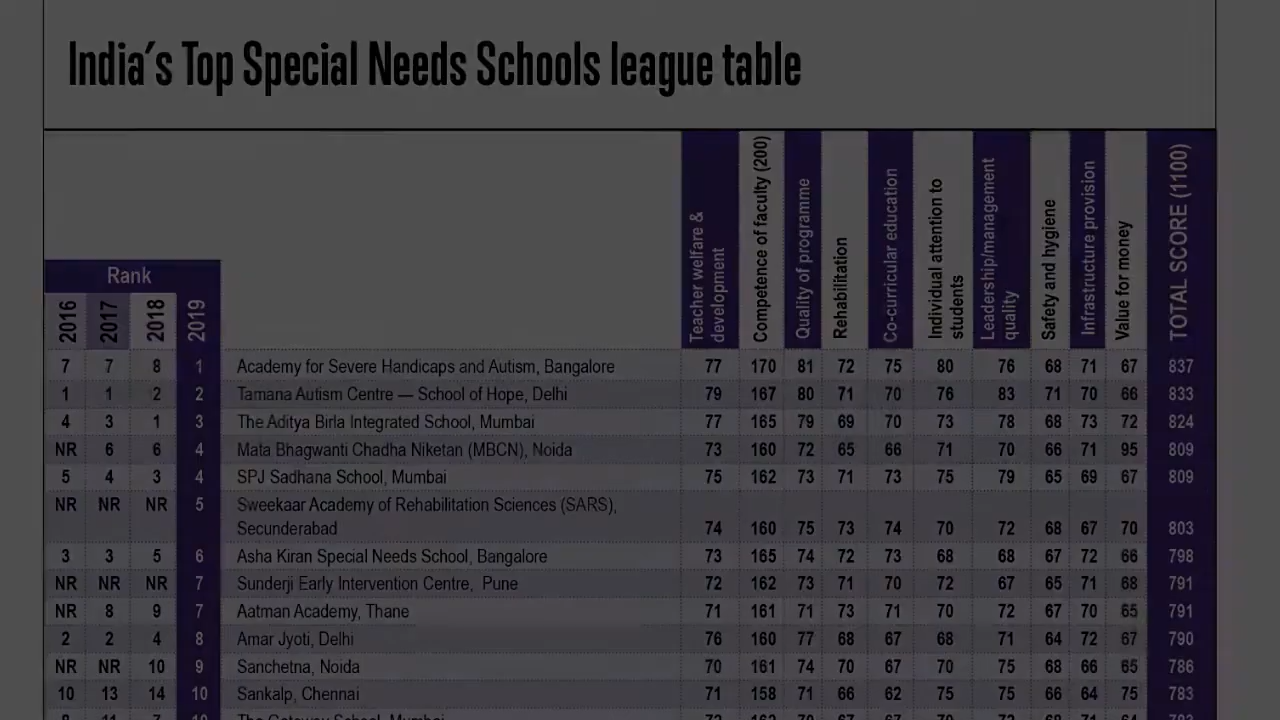 India's Top Special Needs Schools league table
Rank
2016 2017 2018 2019
Teacher welfare & development
Competence of faculty (200)
Quality of programme
Rehabilitation
Co-curricular education
Individual attention to students
Leadership/management quality
Safety and hygiene
Infrastructure provision
Value for money
TOTAL SCORE (1100)
7 7 8 1 Academy for Severe Handicaps and Autism, Bangalore 77 170 81 72 75 80 76 68 71 67 837
1 1 2 2 Tamana Autism Centre — School of Hope, Delhi 79 167 80 71 70 76 83 71 70 66 833
4 3 1 3 The Aditya Birla Integrated School, Mumbai 77 165 79 69 70 73 78 68 73 72 824
NR 6 6 4 Mata Bhagwanti Chadha Niketan (MBCN), Noida 73 160 72 65 66 71 70 66 71 95 809
5 4 3 4 SPJ Sadhana School, Mumbai 75 162 73 71 73 75 79 65 69 67 809
NR NR NR 5 Sweekaar Academy of Rehabilitation Sciences (SARS),
Secunderabad 74 160 75 73 74 70 72 68 67 70 803
3 3 5 6 Asha Kiran Special Needs School, Bangalore 73 165 74 72 73 68 68 67 72 66 798
NR NR NR 7 Sunderji Early Intervention Centre, Pune 72 162 73 71 70 72 67 65 71 68 791
NR 8 9 7 Aatman Academy, Thane 71 161 71 73 71 70 72 67 70 65 791
2 2 4 8 Amar Jyoti, Delhi 76 160 77 68 67 68 71 64 72 67 790
NR NR 10 9 Sanchetna, Noida 70 161 74 70 67 70 75 68 66 65 786
10 13 14 10 Sankalp, Chennai 71 158 71 66 62 75 75 66 64 75 783